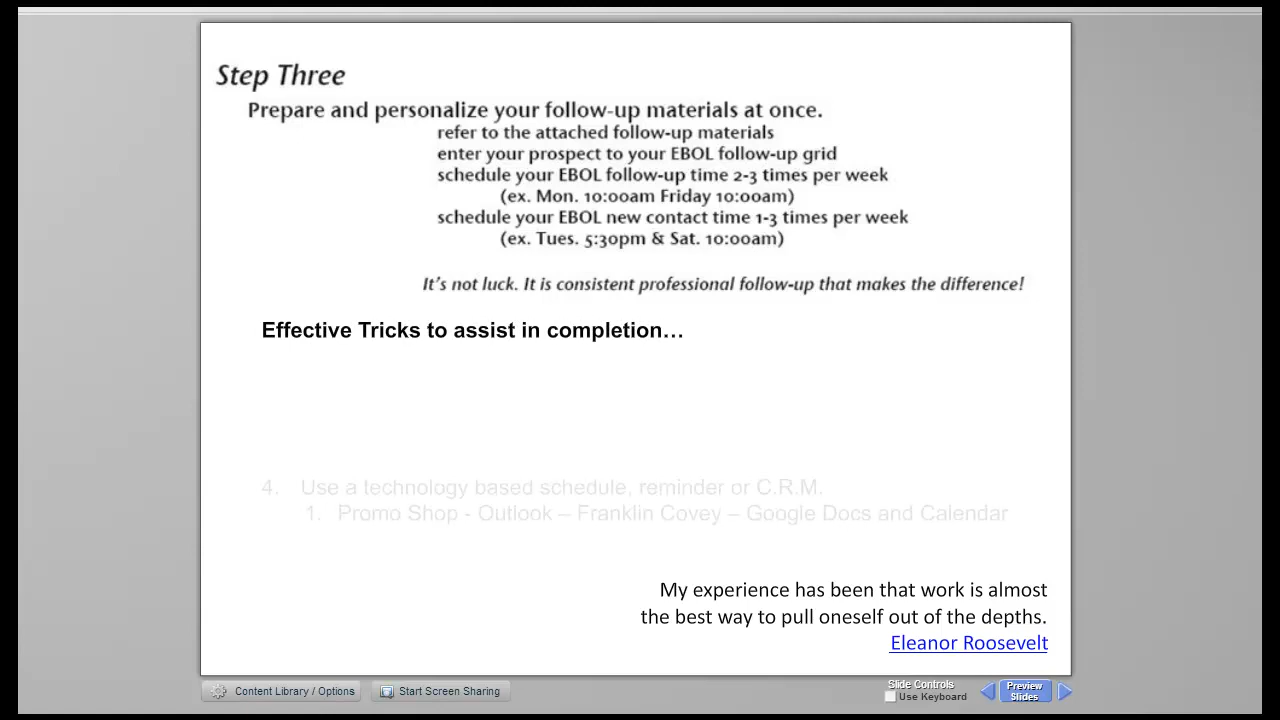 Step Three
Prepare and personalize your follow-up materials at once.
refer to the attached follow-up materials
enter your prospect to your EBOL follow-up grid
schedule your EBOL follow-up time 2-3 times per week
(ex. Mon. 10:00am Friday 10:00am)
schedule your EBOL new contact time 1-3 times per week
(ex. Tues. 5:30pm & Sat. 10:00am)
It's not luck. It is consistent professional follow-up that makes the difference!
Effective Tricks to assist in completion…
4. Use a technology based schedule, reminder or C.R.M.
1. Promo Shop - Outlook – Franklin Covey – Google Docs and Calendar
My experience has been that work is almost
the best way to pull oneself out of the depths.
Eleanor Roosevelt
Content Library / Options
Start Screen Sharing
Slide Controls
Use Keyboard
Preview
Slides